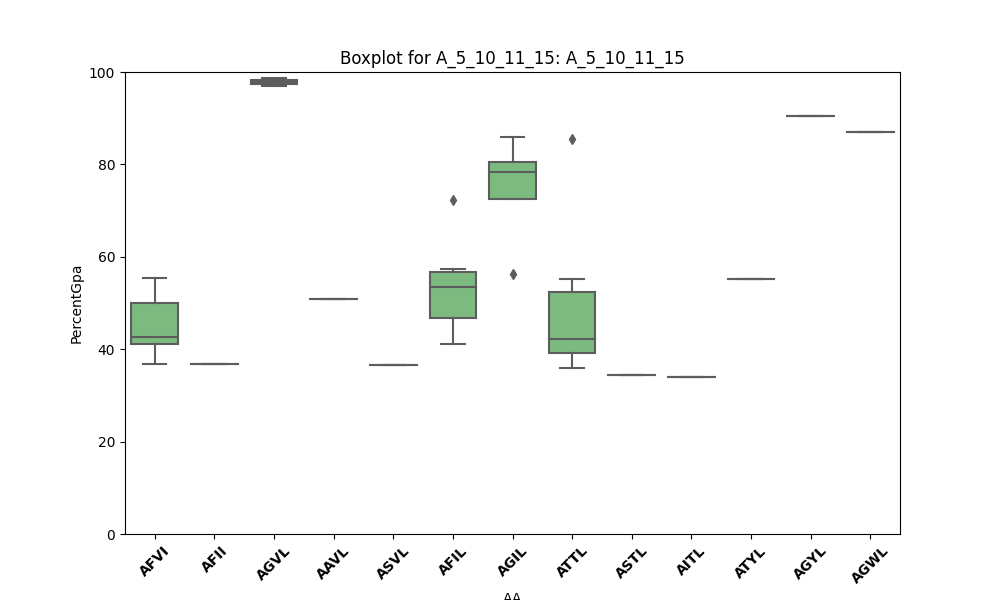 Boxplot for A_5_10_11_15: A_5_10_11_15
100
80
60
40
20
0
PercentGpa
AFVI
AFII
AGVL
AAVL
ASVL
AFIL
AGIL
ATTL
ASTL
AITL
ATYL
AGYL
AGWL
AA